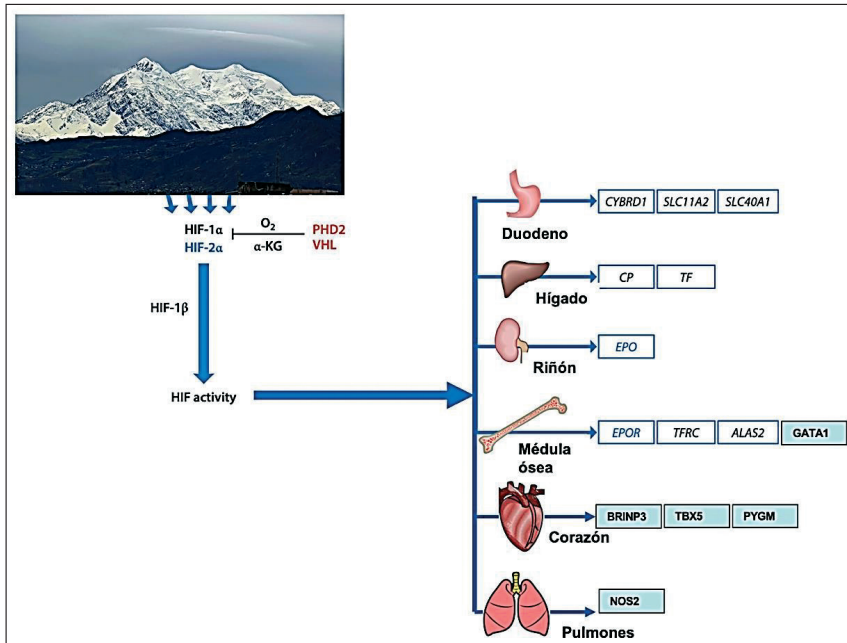 HIF-1α
HIF-2α
O₂
α-KG
PHD2
VHL
HIF-1β
HIF activity
Duodeno
CYBRD1 SLC11A2 SLC40A1
Hígado
CP TF
Riñón
EPO
Médula
ósea
EPOR TFRC ALAS2 GATA1
Corazón
BRINP3 TBX5 PYGM
Pulmones
NOS2